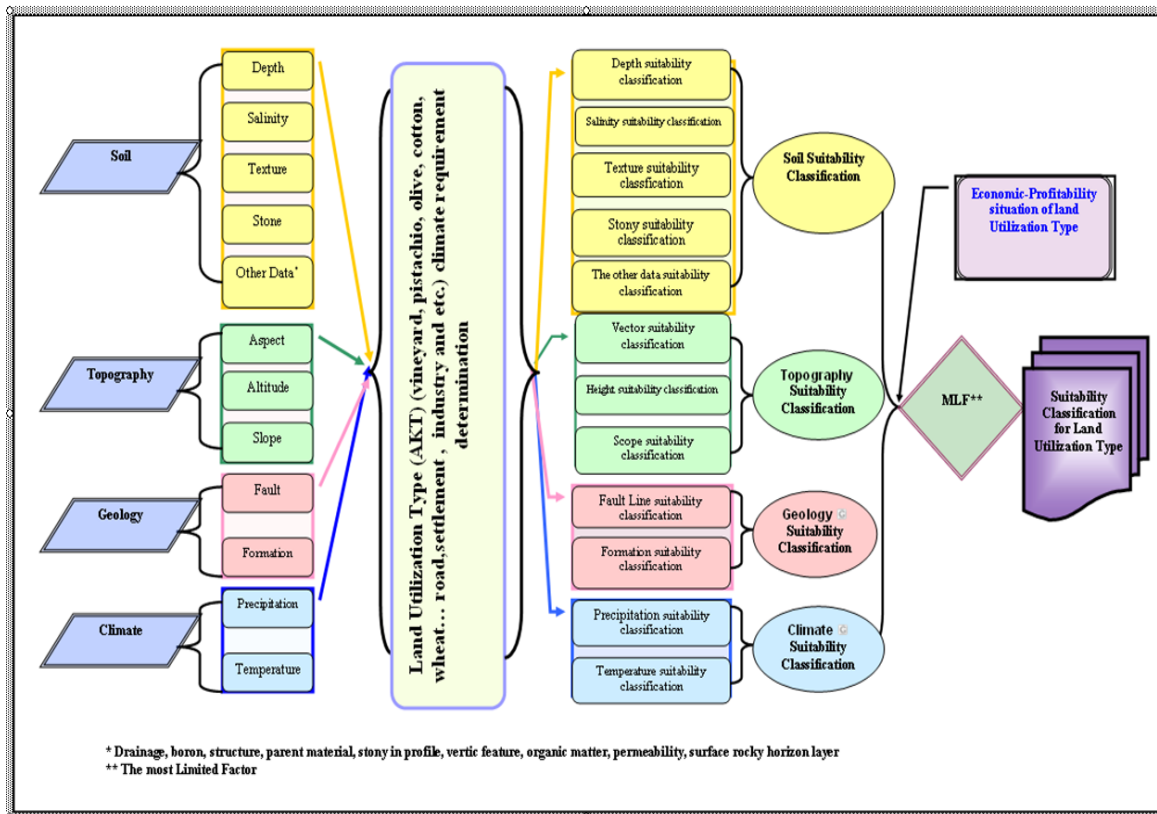 Soil
Depth
Salinity
Texture
Stone
Other Data*
Topography
Aspect
Altitude
Slope
Geology
Fault
Formation
Climate
Precipitation
Temperature
Land Utilization Type (AKT) (vineyard, pistachio, olive, cotton,
wheat... road,settlement , industry and etc.) climate requirement
determination
Depth suitability
classification
Salinity suitability classification
Texture suitability
classfication
Stony suitability
classification
The other data suitability
classification
Vector suitability
classification
Height suitability classification
Scope suitability
classification
Fault Line suitability
classification
Formation suitability
classification
Precipitation suitability
classification
Temperature suitability
classification
Soil Suitability
Classification
Topography
Suitability
Classification
Geology
Suitability
Classification
Climate
Suitability
Classification
Economic-Profitability
situation of land
Utilization Type
MLF**
Suitability
Classification
for Land
Utilization Type
* Drainage, boron, structure, parent material, stony in profile, vertic feature, organic matter, permeability, surface rocky horizon layer
** The most Limited Factor